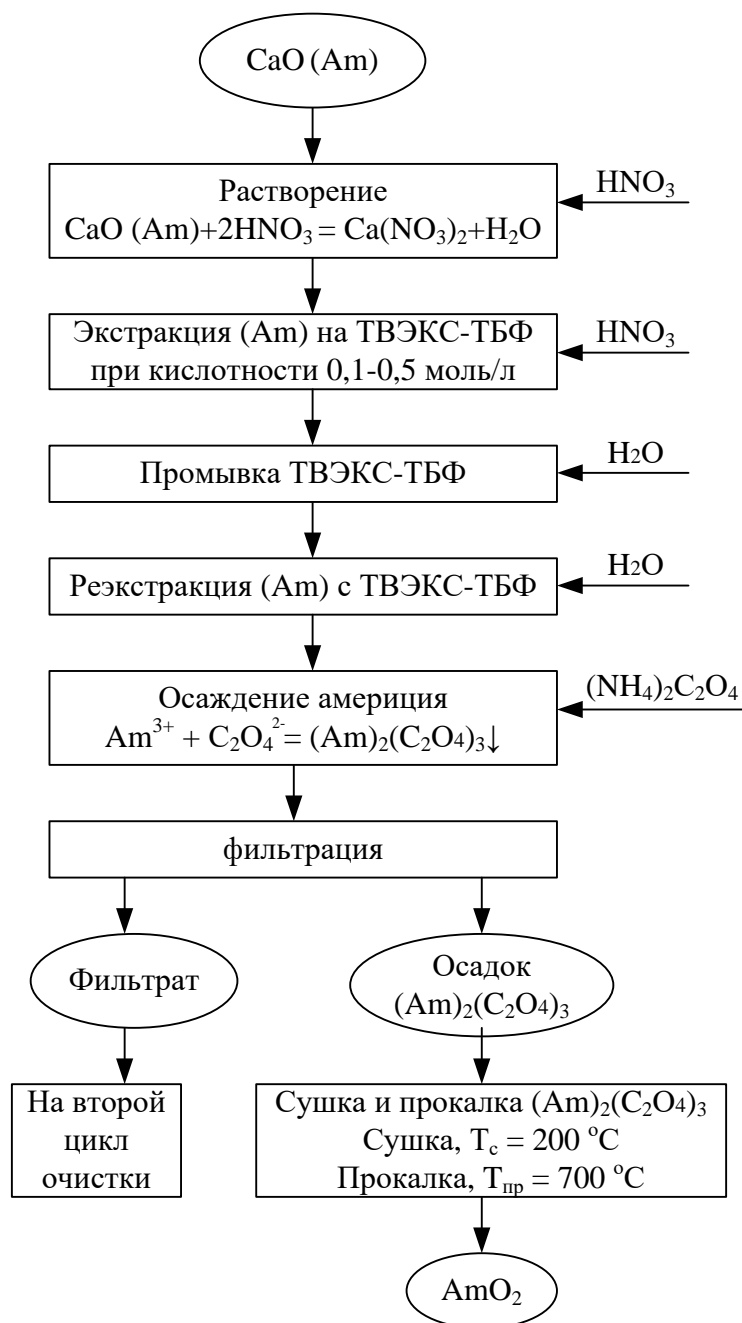 CaO (Am)
Растворение
CaO (Am)+2HNO₃ = Ca(NO₃)₂+H₂O
HNO₃
Экстракция (Am) на ТВЭКС-ТБФ
при кислотности 0,1-0,5 моль/л
HNO₃
Промывка ТВЭКС-ТБФ
H₂O
Реэкстракция (Am) с ТВЭКС-ТБФ
H₂O
Осаждение америция
Am³⁺ + C₂O₄²⁻= (Am)₂(C₂O₄)₃↓
(NH₄)₂C₂O₄
фильтрация
Фильтрат
Осадок
(Am)₂(C₂O₄)₃
На второй
цикл
очистки
Сушка и прокалка (Am)₂(C₂O₄)₃
Сушка, Tс = 200 °C
Прокалка, Tпр = 700 °C
AmO₂